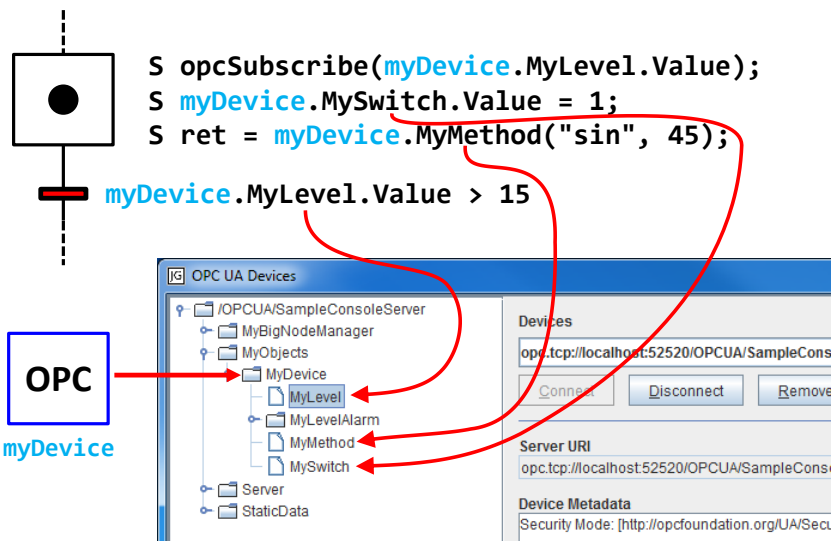 S opcSubscribe(myDevice.MyLevel.Value);
S myDevice.MySwitch.Value = 1;
S ret = myDevice.MyMethod("sin", 45);
myDevice.MyLevel.Value > 15
JG OPC UA Devices
/OPCUA/SampleConsoleServer
MyBigNodeManager
MyObjects
MyDevice
MyLevel
MyLevelAlarm
MyMethod
MySwitch
Server
StaticData
Devices
opc.tcp://localhost:52520/OPCUA/SampleCons
Connect Disconnect Remove
Server URI
opc.tcp://localhost:52520/OPCUA/SampleConso
Device Metadata
Security Mode: [http://opcfoundation.org/UA/Secu
OPC
myDevice